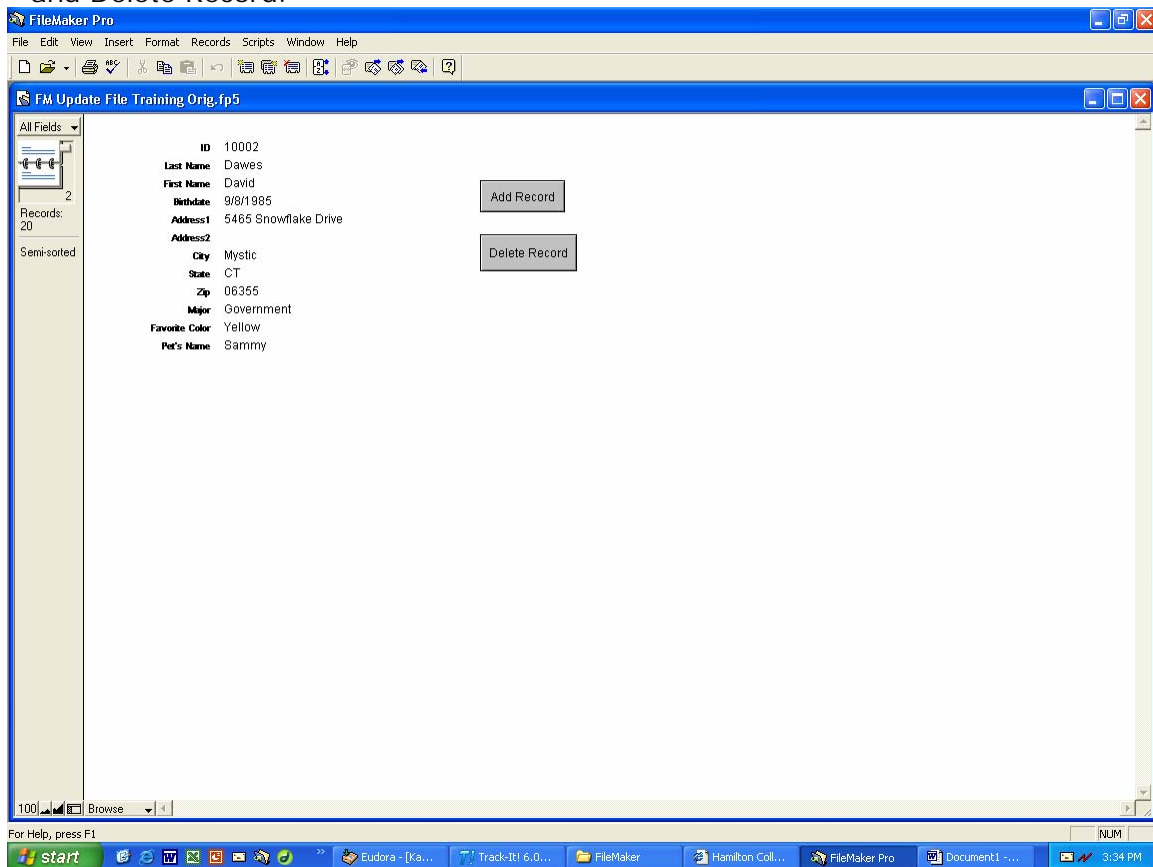 and Delete Record.
FileMaker Pro
File Edit View Insert Format Records Scripts Window Help
FM Update File Training Orig.fp5
All Fields
2
Records:
20
Semi-sorted
ID 10002
Last Name Dawes
First Name David
Birthdate 9/8/1985
Address1 5465 Snowflake Drive
Address2
City Mystic
State CT
Zip 06355
Major Government
Favorite Color Yellow
Pet's Name Sammy
Add Record
Delete Record
100 Browse
For Help, press F1
NUM
start Eudora - [Ka... Track-It! 6.0... FileMaker Hamilton Coll... FileMaker Pro Document1 -... 3:34 PM